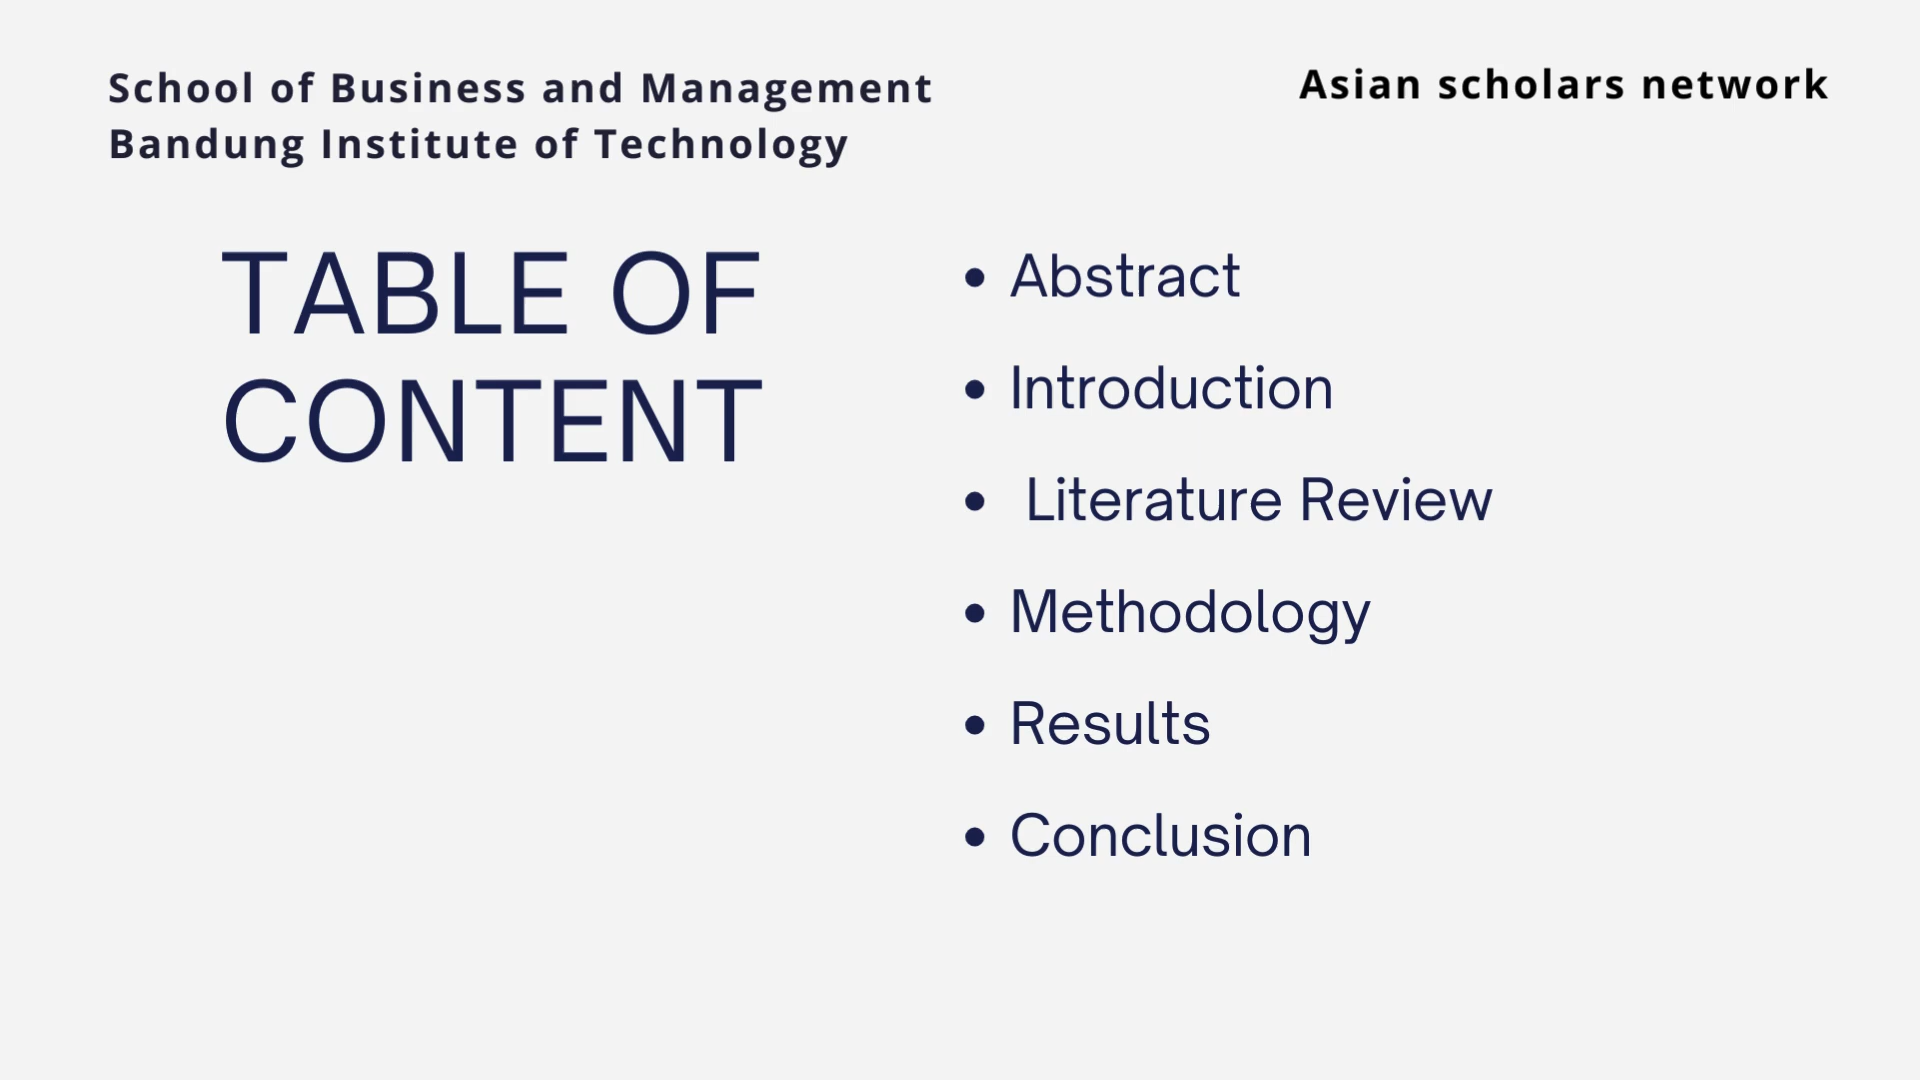 School of Business and Management
Bandung Institute of Technology
Asian scholars network
TABLE OF
CONTENT
• Abstract
• Introduction
• Literature Review
• Methodology
• Results
• Conclusion